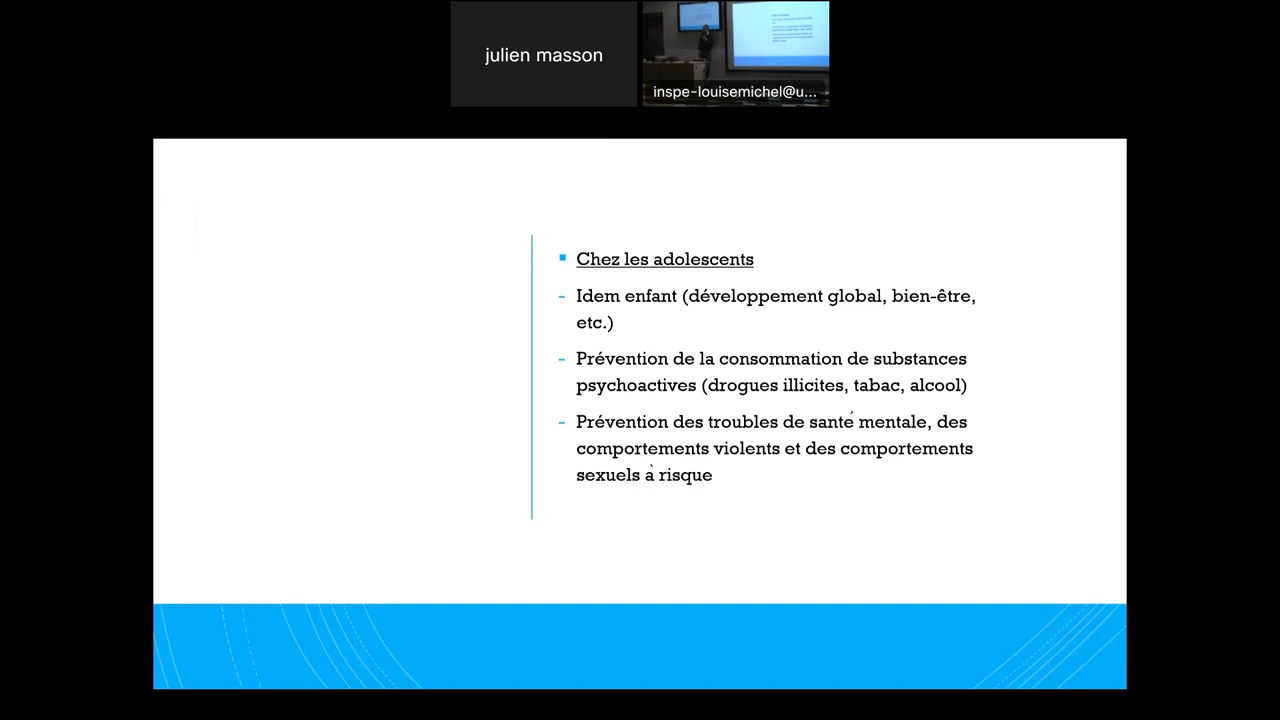 julien masson
inspe-louisemichel@u...
Chez les adolescents
- Idem enfant (développement global, bien-être,
etc.)
- Prévention de la consommation de substances
psychoactives (drogues illicites, tabac, alcool)
- Prévention des troubles de santé mentale, des
comportements violents et des comportements
sexuels à risque